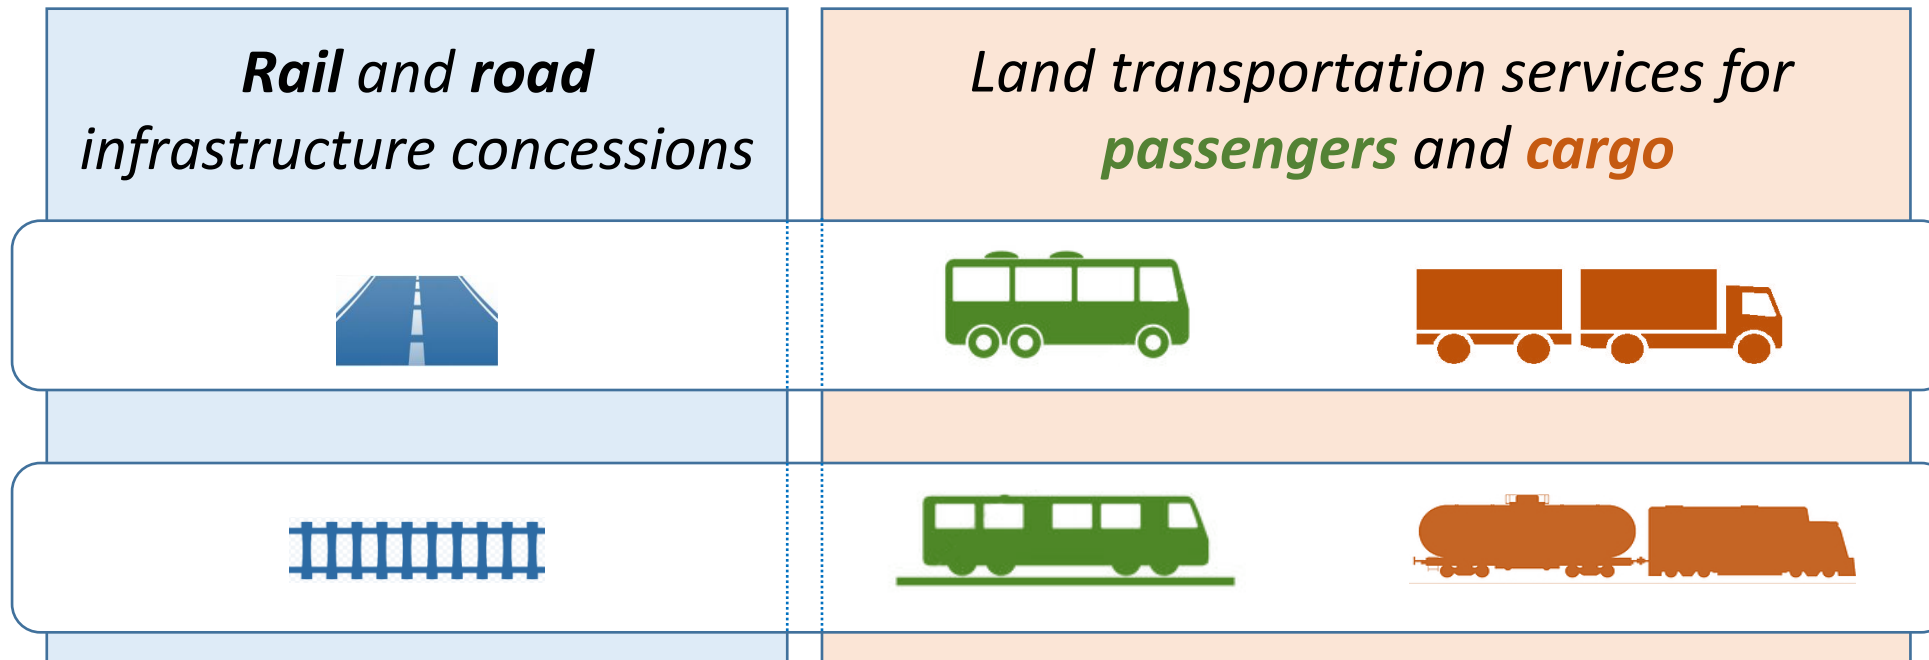 Rail and road
infrastructure concessions
Land transportation services for
passengers and cargo